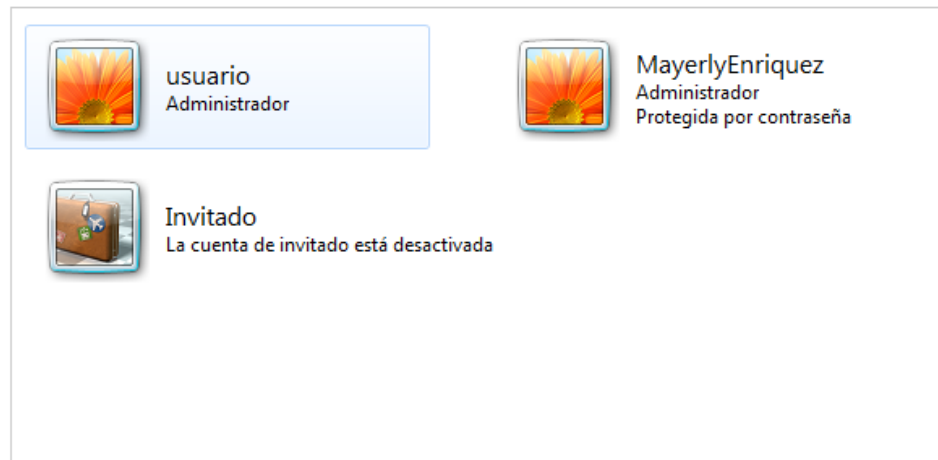 usuario
Administrador
MayerlyEnriquez
Administrador
Protegida por contraseña
Invitado
La cuenta de invitado está desactivada